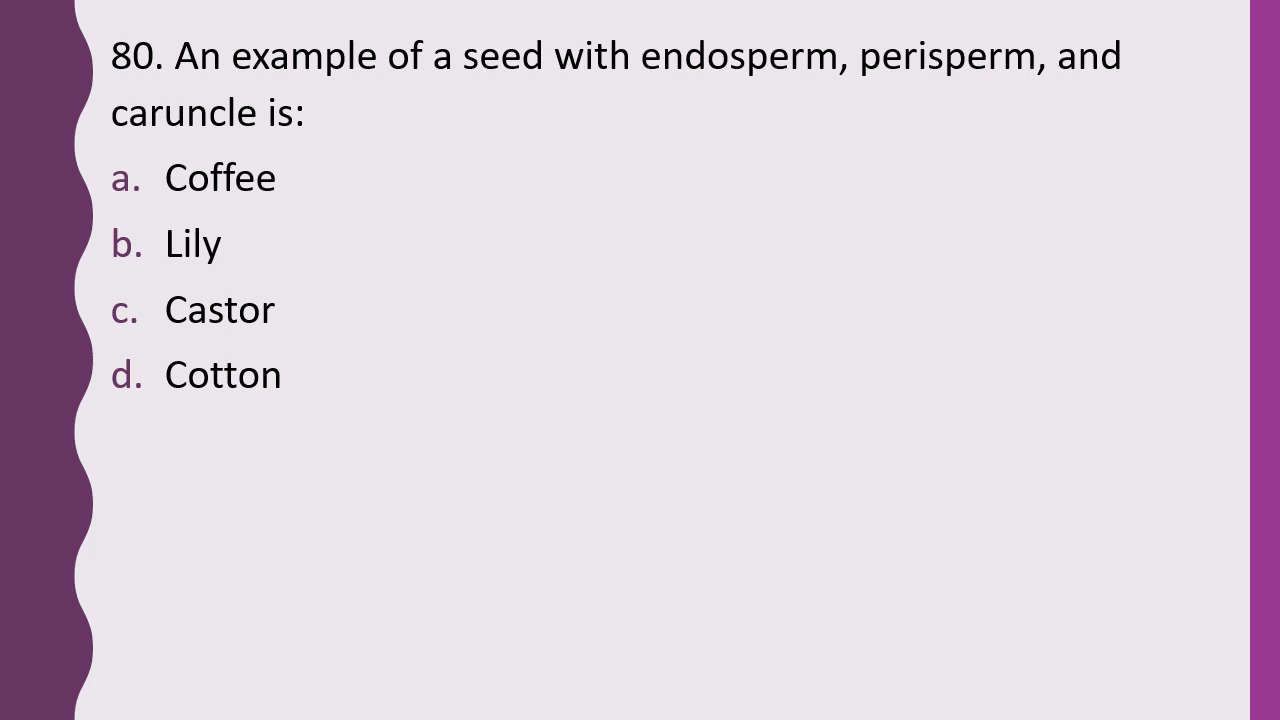 80. An example of a seed with endosperm, perisperm, and
caruncle is:
a. Coffee
b. Lily
c. Castor
d. Cotton